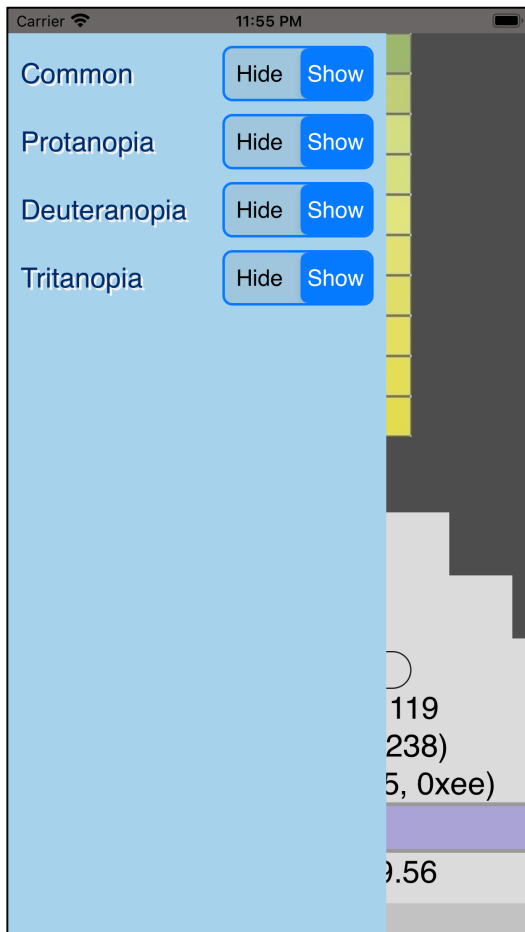 Carrier 11:55 PM
Common Hide Show
Protanopia Hide Show
Deuteranopia Hide Show
Tritanopia Hide Show
119
238)
5, 0xee)
9.56